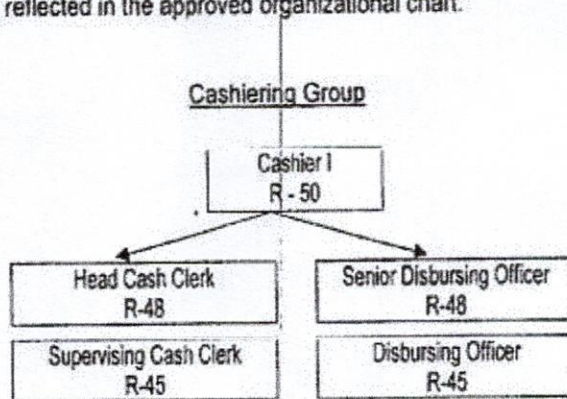 reflected in the approved organizational chart.
Cashiering Group
Cashier I
R - 50
Head Cash Clerk
R-48
Senior Disbursing Officer
R-48
Supervising Cash Clerk
R-45
Disbursing Officer
R-45